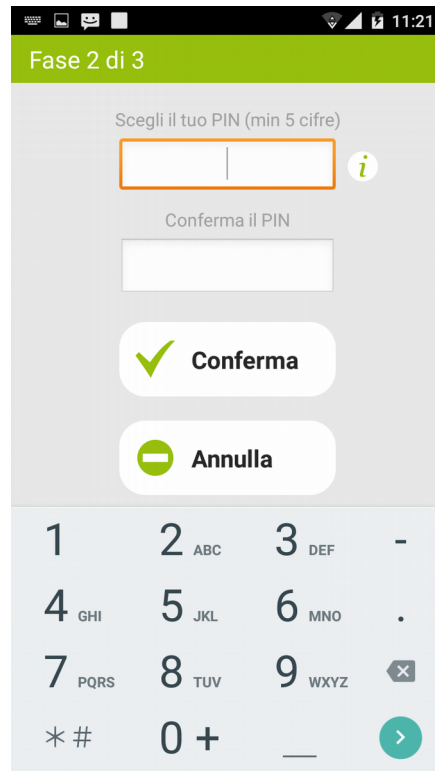 11:21
Fase 2 di 3
Scegli il tuo PIN (min 5 cifre)
i
Conferma il PIN
Conferma
Annulla
1 2 ABC 3 DEF -
4 GHI 5 JKL 6 MNO .
7 PQRS 8 TUV 9 WXYZ
*# 0 + _